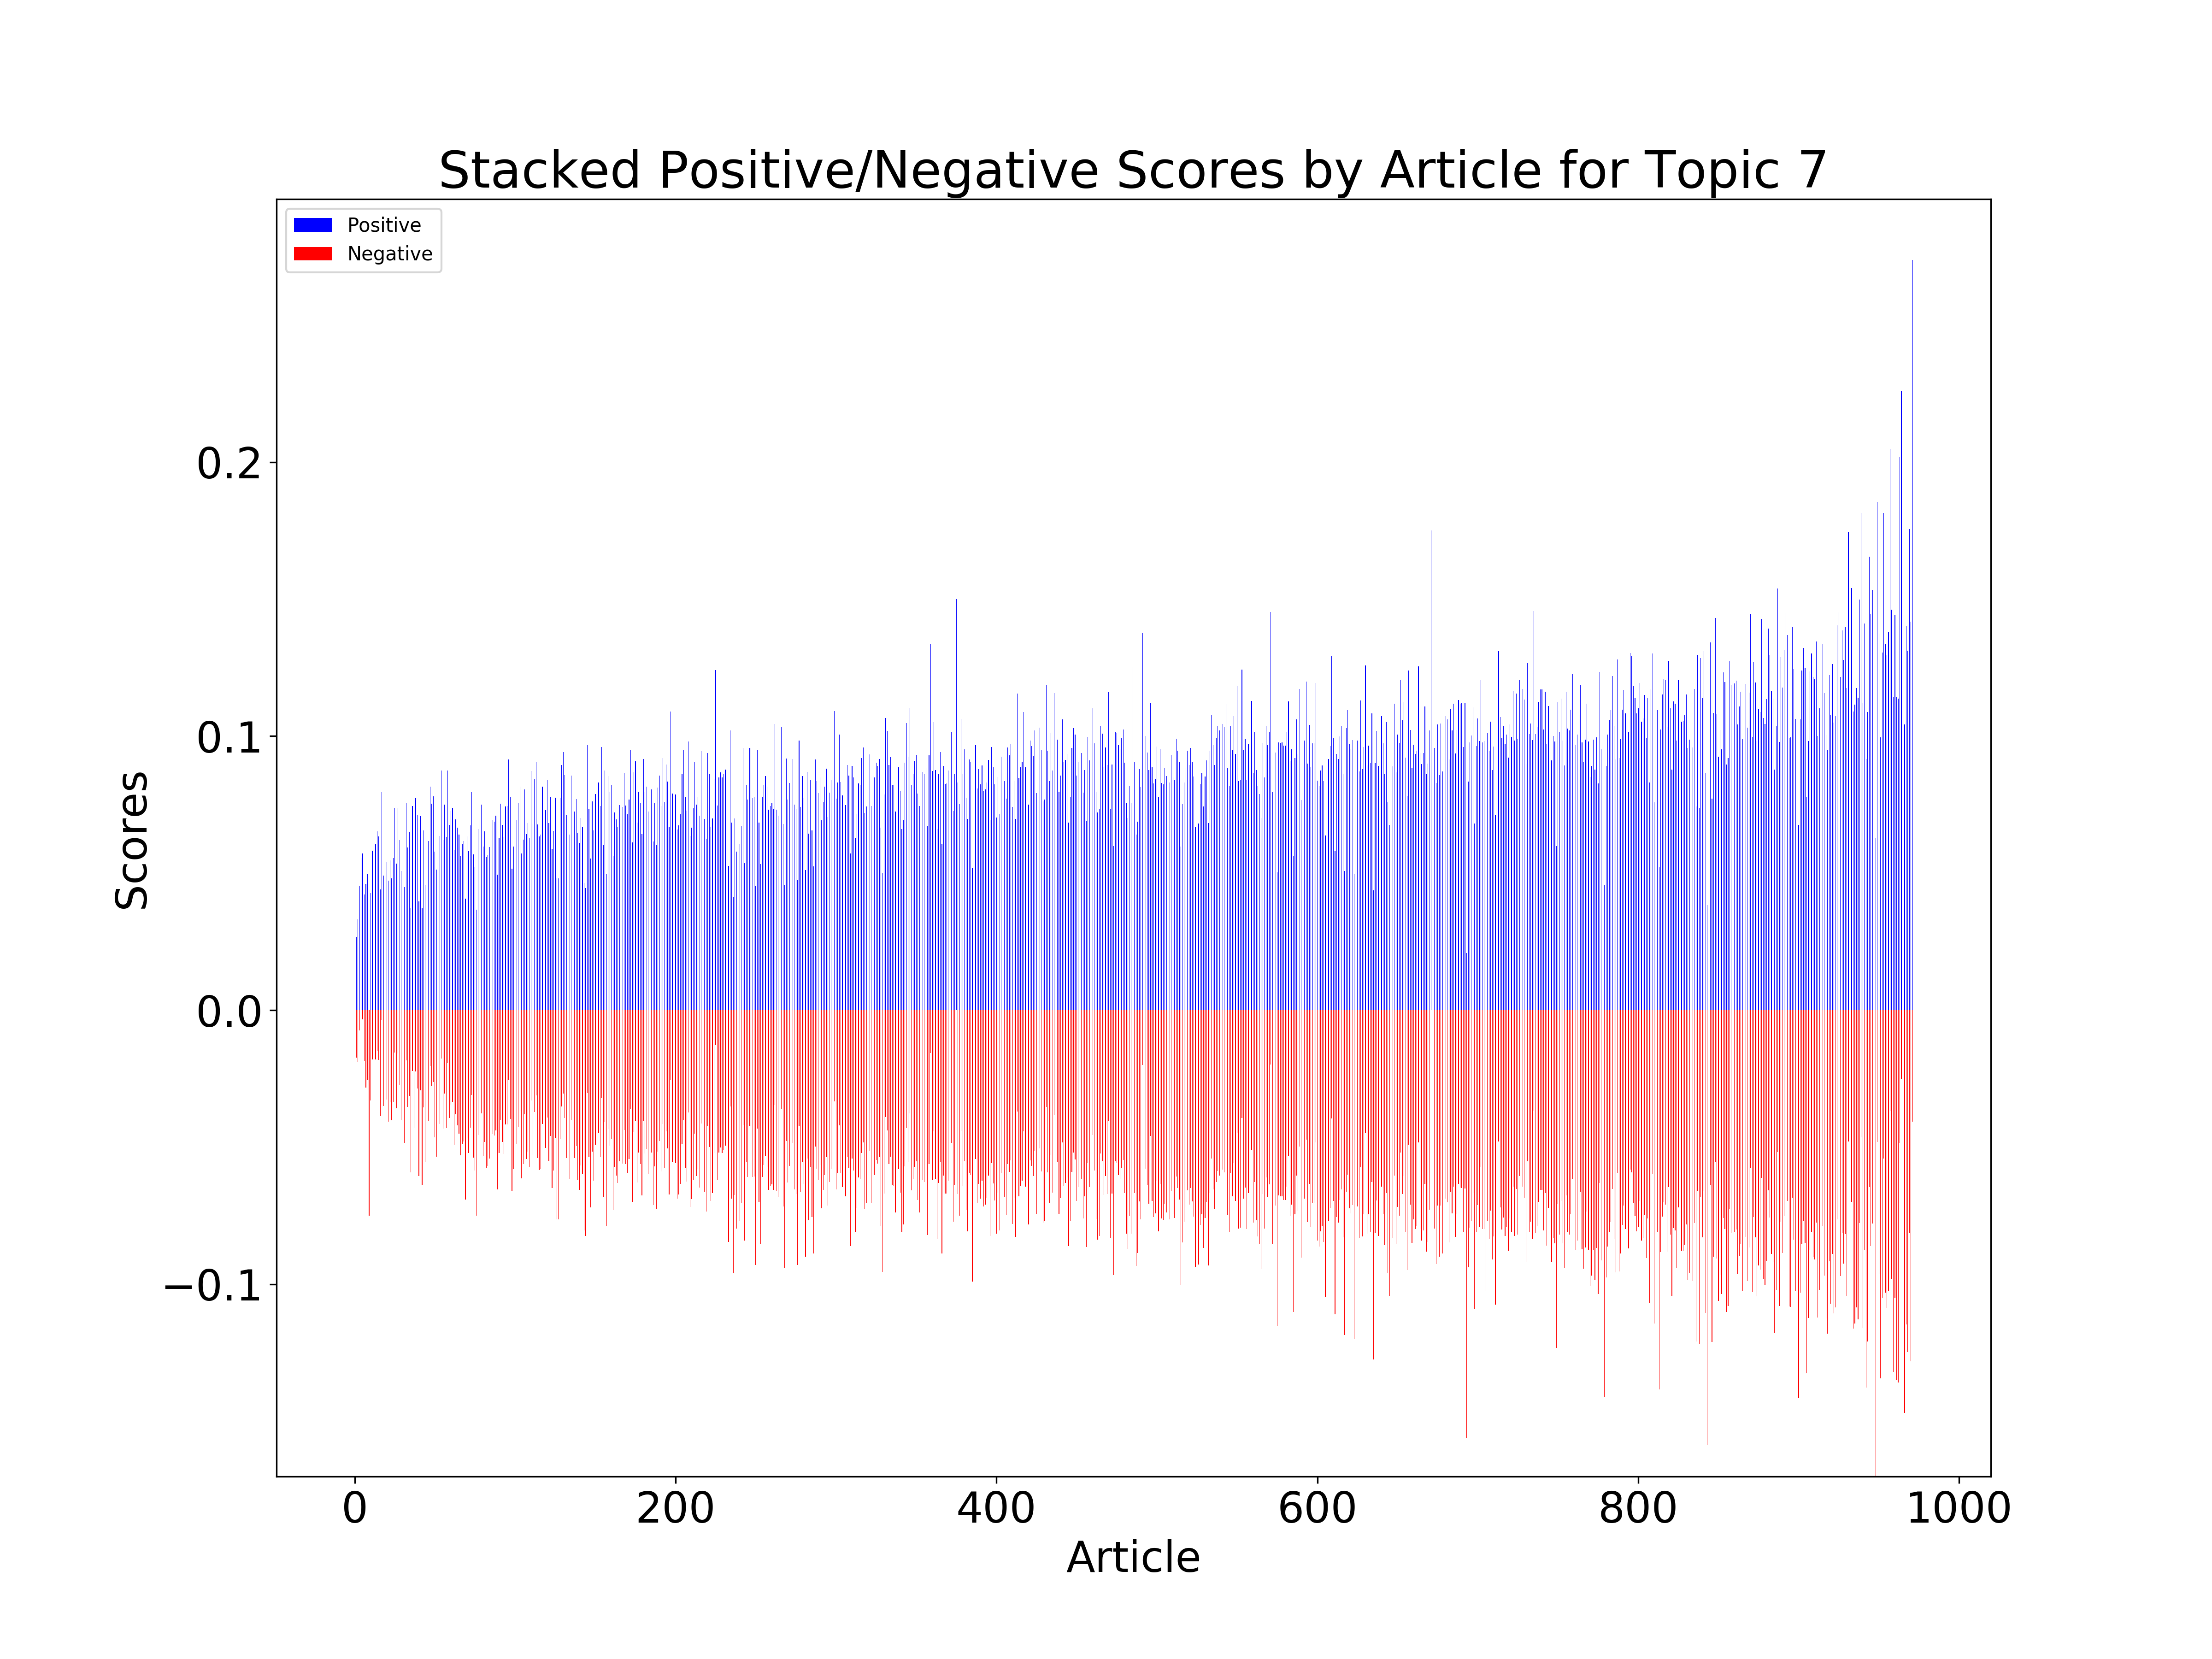 Stacked Positive/Negative Scores by Article for Topic 7
Positive
Negative
0.2
0.1
0.0
−0.1
Scores
0 200 400 600 800 1000
Article